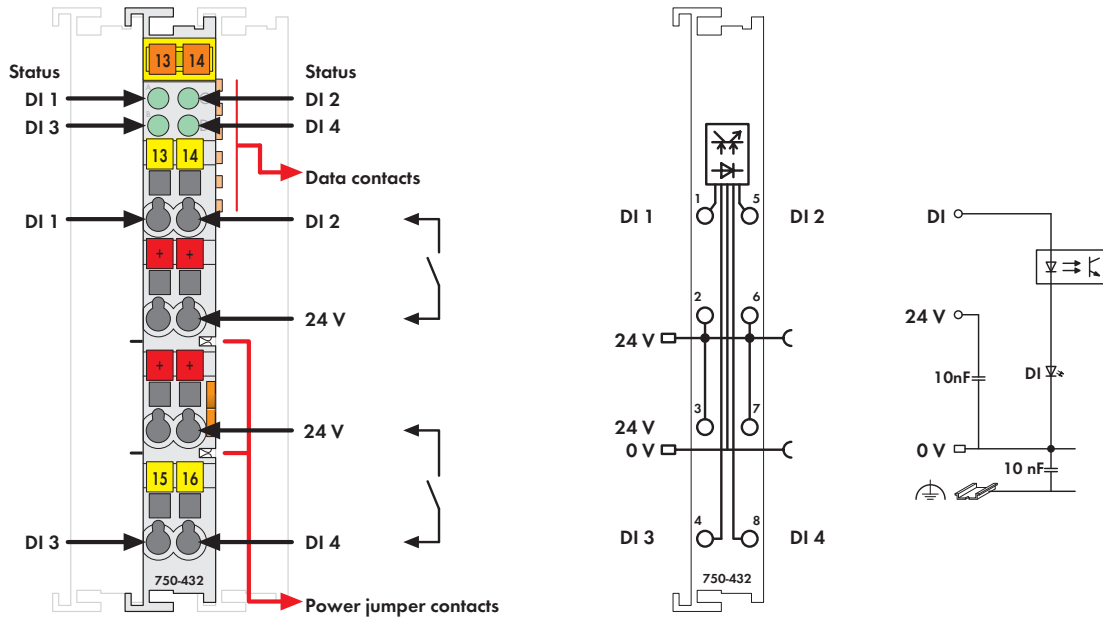 13 14
Status Status
DI 1 DI 2
DI 3 DI 4
13 14
Data contacts
DI 1 DI 2
+ +
24 V
+ +
24 V
15 16
DI 3 DI 4
750-432
Power jumper contacts
1 5
DI 1 DI 2
2 6
24 V
3 7
24 V
0 V
4 8
DI 3 DI 4
750-432
DI
24 V
10nF DI
0 V
10 nF